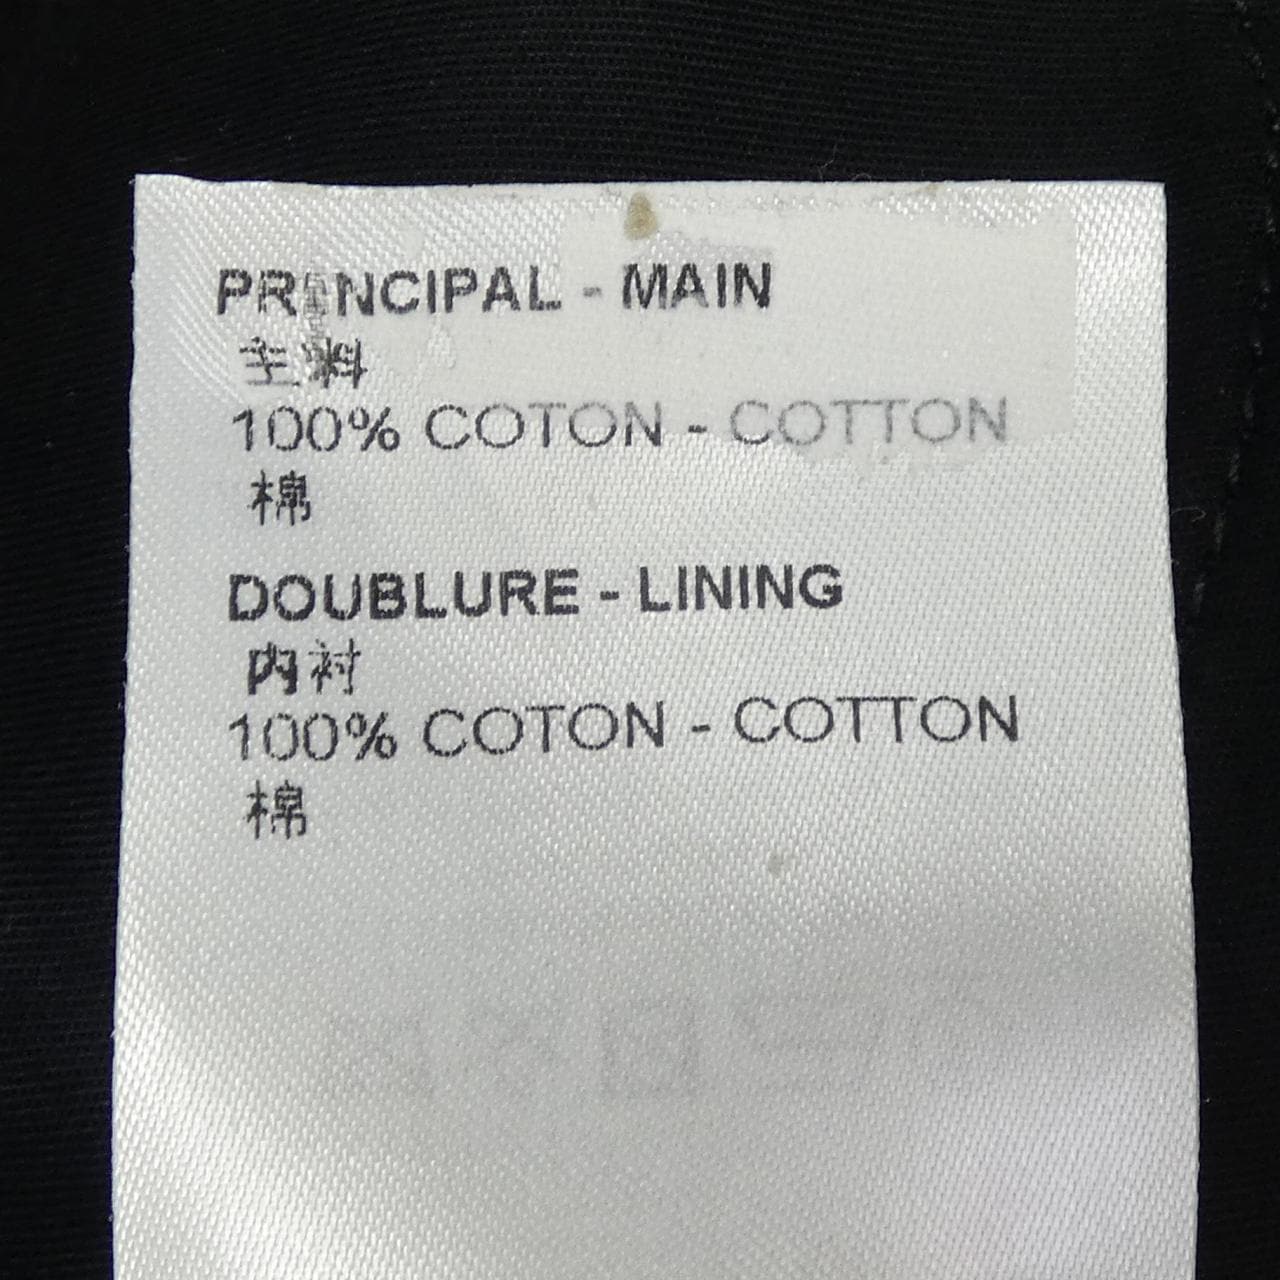 PRINCIPAL - MAIN
主料
100% COTON - COTTON
棉
DOUBLURE - LINING
内衬
100% COTON - COTTON
棉